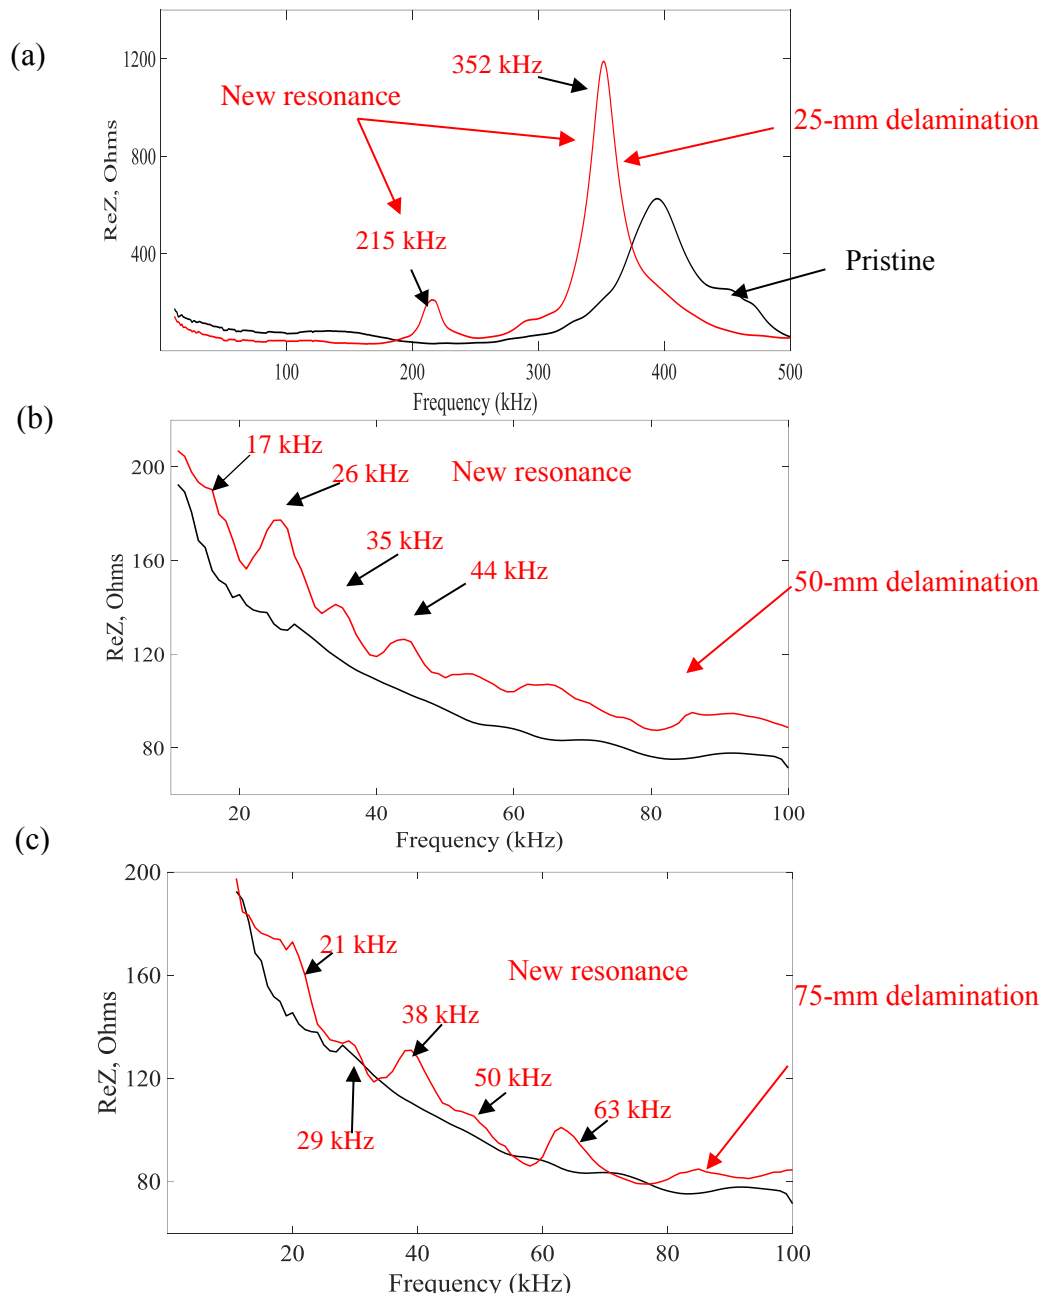 (a)
1200
800
400
ReZ, Ohms
352 kHz
New resonance
25-mm delamination
215 kHz
Pristine
100
200
300
400
500
Frequency (kHz)
(b)
200
160
120
80
ReZ, Ohms
17 kHz
26 kHz
New resonance
35 kHz
44 kHz
50-mm delamination
20
40
60
80
100
Frequency (kHz)
(c)
200
160
120
80
ReZ, Ohms
21 kHz
New resonance
75-mm delamination
38 kHz
50 kHz
63 kHz
29 kHz
20
40
60
80
100
Frequency (kHz)